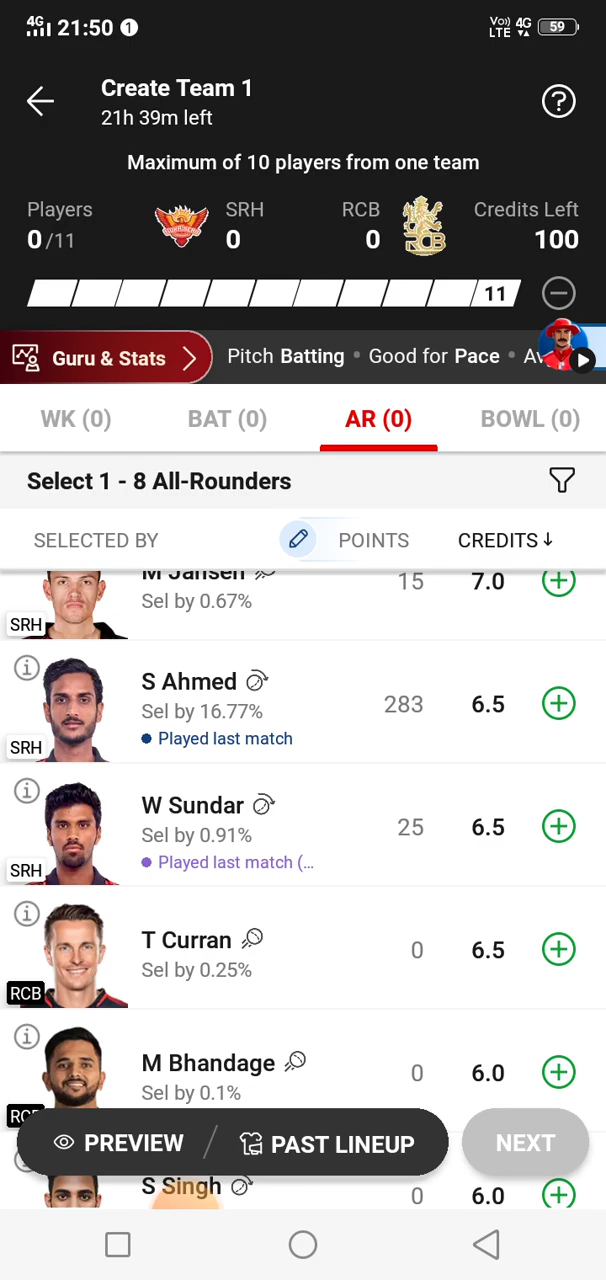 4G 21:50 1 Vo) LTE 4G 59
Create Team 1
21h 39m left
Maximum of 10 players from one team
Players SRH RCB Credits Left
0/11 0 0 100
11
Guru & Stats Pitch Batting • Good for Pace •
WK (0) BAT (0) AR (0) BOWL (0)
Select 1 - 8 All-Rounders
SELECTED BY POINTS CREDITS↓
M Jansen 15 7.0
Sel by 0.67%
SRH
S Ahmed
Sel by 16.77% 283 6.5
Played last match
SRH
W Sundar
Sel by 0.91% 25 6.5
Played last match (...
SRH
T Curran 0 6.5
Sel by 0.25%
RCB
M Bhandage 0 6.0
Sel by 0.1%
RCB
PREVIEW / PAST LINEUP NEXT
S Singh 0 6.0